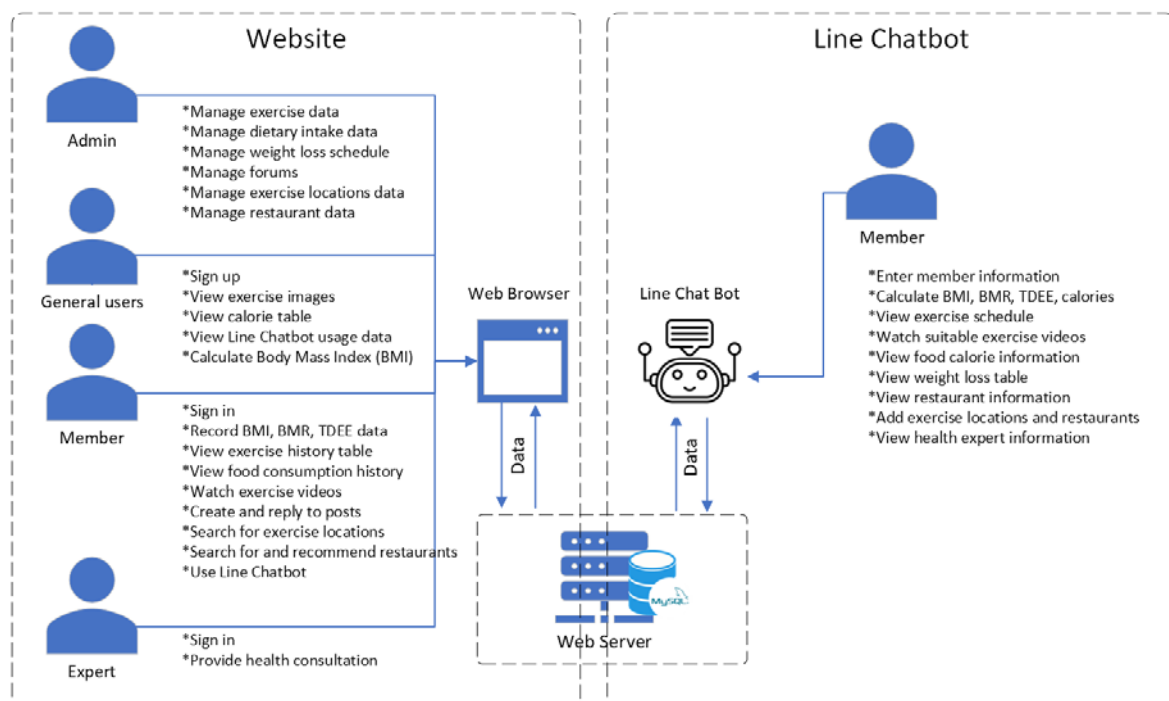 Website
Admin
*Manage exercise data
*Manage dietary intake data
*Manage weight loss schedule
*Manage forums
*Manage exercise locations data
*Manage restaurant data
General users
*Sign up
*View exercise images
*View calorie table
*View Line Chatbot usage data
*Calculate Body Mass Index (BMI)
Member
*Sign in
*Record BMI, BMR, TDEE data
*View exercise history table
*View food consumption history
*Watch exercise videos
*Create and reply to posts
*Search for exercise locations
*Search for and recommend restaurants
*Use Line Chatbot
Expert
*Sign in
*Provide health consultation
Web Browser
Data
Line Chatbot
Line Chat Bot
Data
Member
*Enter member information
*Calculate BMI, BMR, TDEE, calories
*View exercise schedule
*Watch suitable exercise videos
*View food calorie information
*View weight loss table
*View restaurant information
*Add exercise locations and restaurants
*View health expert information
MySQL
Web Server